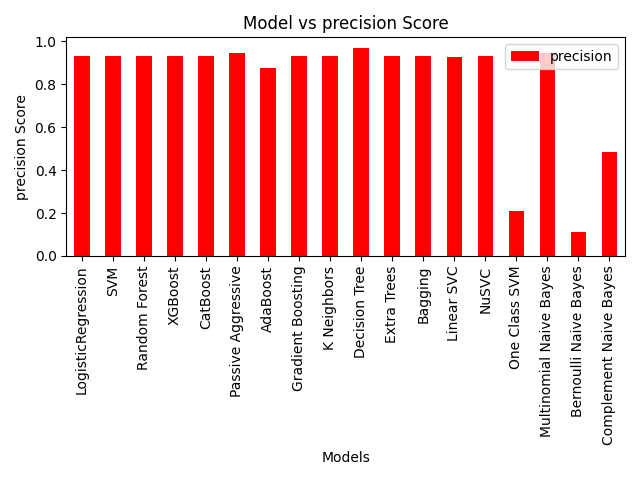 Model vs precision Score
precision
1.0
0.8
0.6
0.4
0.2
0.0
precision Score
LogisticRegression
SVM
Random Forest
XGBoost
CatBoost
Passive Aggressive
AdaBoost
Gradient Boosting
K Neighbors
Decision Tree
Extra Trees
Bagging
Linear SVC
NuSVC
One Class SVM
Multinomial Naive Bayes
Bernoulli Naive Bayes
Complement Naive Bayes
Models